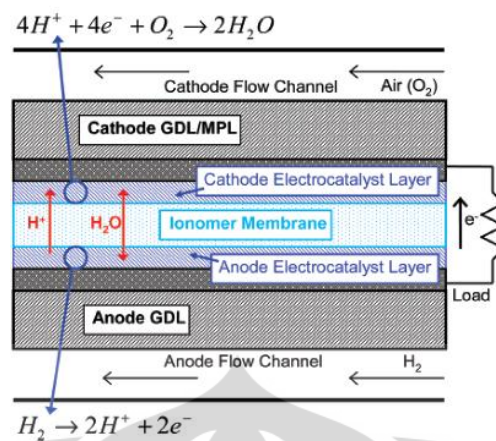 4H⁺ + 4e⁻ + O₂ → 2H₂O
Cathode Flow Channel
Air (O₂)
Cathode GDL/MPL
Cathode Electrocatalyst Layer
H⁺
H₂O
Ionomer Membrane
e⁻
Anode Electrocatalyst Layer
Load
Anode GDL
Anode Flow Channel
H₂
H₂ → 2H⁺ + 2e⁻